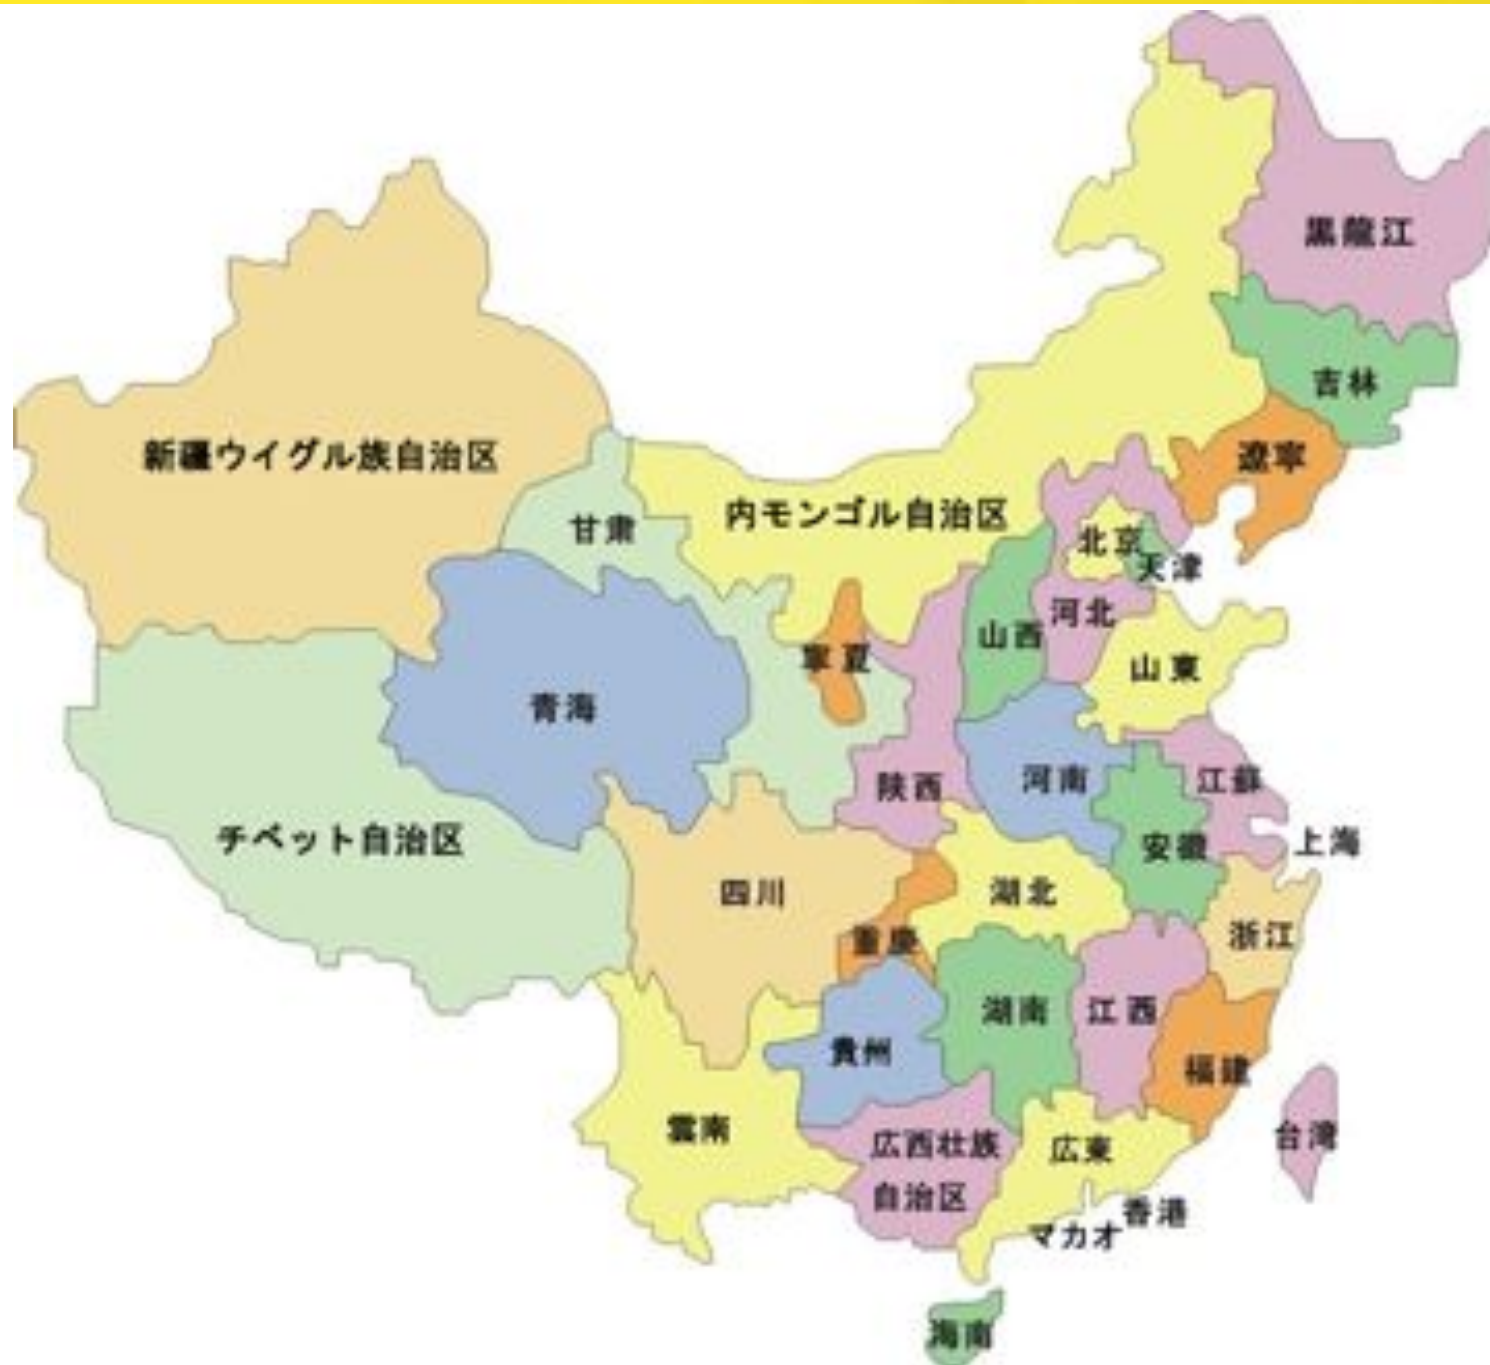 黒龍江
吉林
遼寧
新疆ウイグル族自治区
内モンゴル自治区
甘肃
北京
天津
河北
山西
寧夏
山東
青海
陕西
河南
江蘇
チベット自治区
安徽
上海
四川
湖北
重慶
浙江
湖南
江西
貴州
福建
雲南
広西壮族
自治区
広東
台湾
香港
マカオ
海南